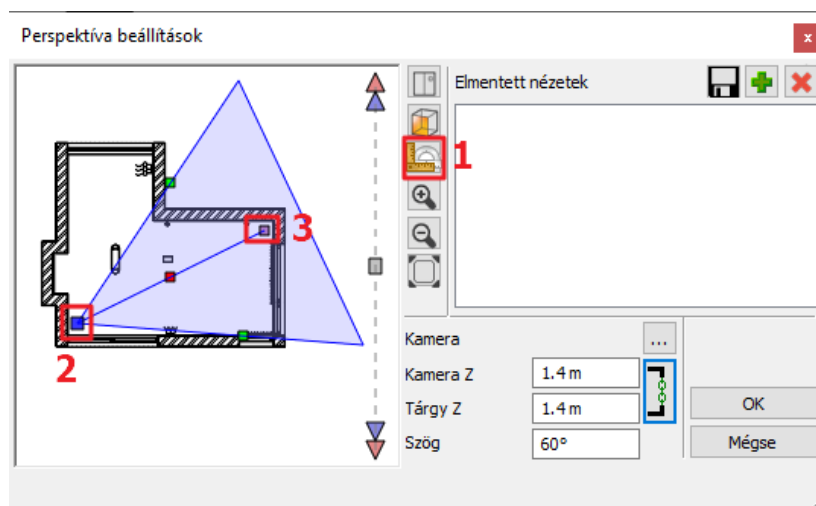 Perspektíva beállítások
x
Elmentett nézetek
1
3
2
Kamera
...
Kamera Z
1.4 m
Tárgy Z
1.4 m
OK
Szög
60°
Mégse